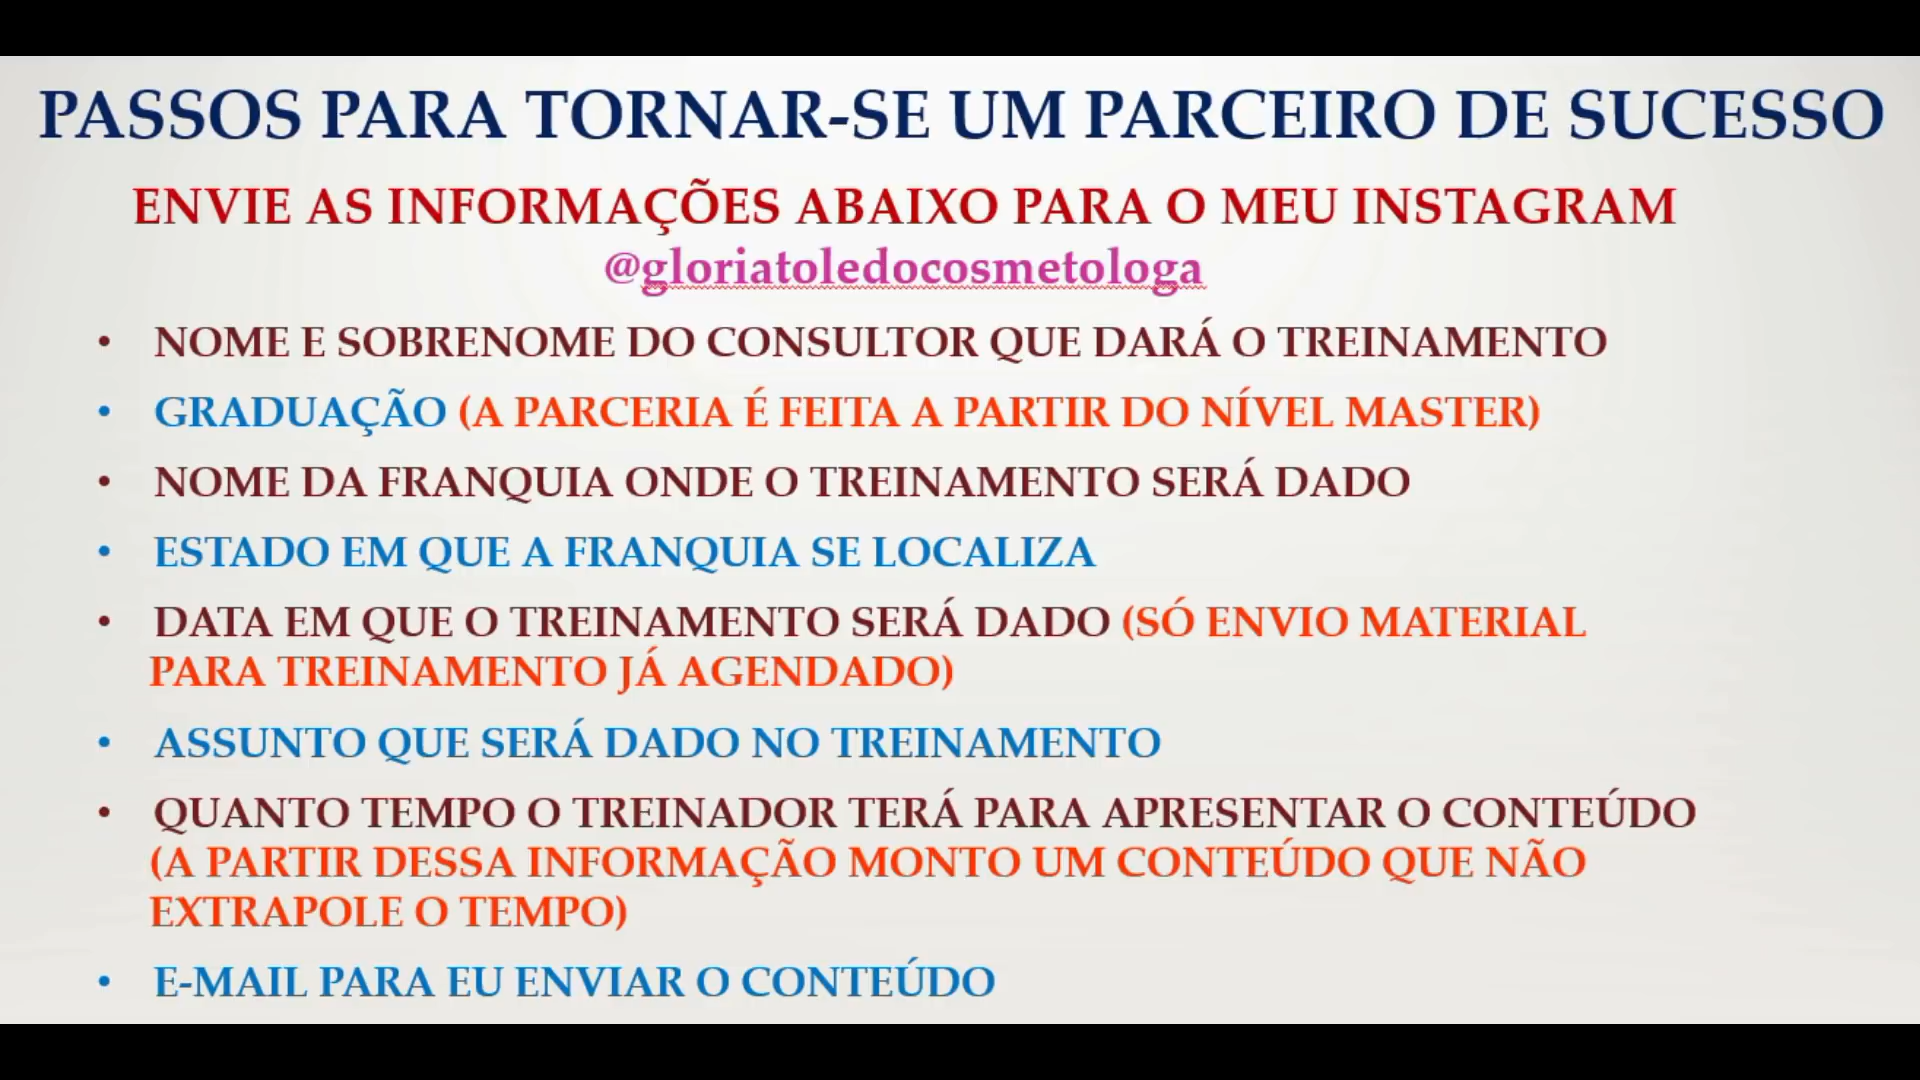 PASSOS PARA TORNAR-SE UM PARCEIRO DE SUCESSO
ENVIE AS INFORMAÇÕES ABAIXO PARA O MEU INSTAGRAM
@gloriatoledocosmetologa
• NOME E SOBRENOME DO CONSULTOR QUE DARÁ O TREINAMENTO
• GRADUAÇÃO (A PARCERIA É FEITA A PARTIR DO NÍVEL MASTER)
• NOME DA FRANQUIA ONDE O TREINAMENTO SERÁ DADO
• ESTADO EM QUE A FRANQUIA SE LOCALIZA
• DATA EM QUE O TREINAMENTO SERÁ DADO (SÓ ENVIO MATERIAL
PARA TREINAMENTO JÁ AGENDADO)
• ASSUNTO QUE SERÁ DADO NO TREINAMENTO
• QUANTO TEMPO O TREINADOR TERÁ PARA APRESENTAR O CONTEÚDO
(A PARTIR DESSA INFORMAÇÃO MONTO UM CONTEÚDO QUE NÃO
EXTRAPOLE O TEMPO)
• E-MAIL PARA EU ENVIAR O CONTEÚDO